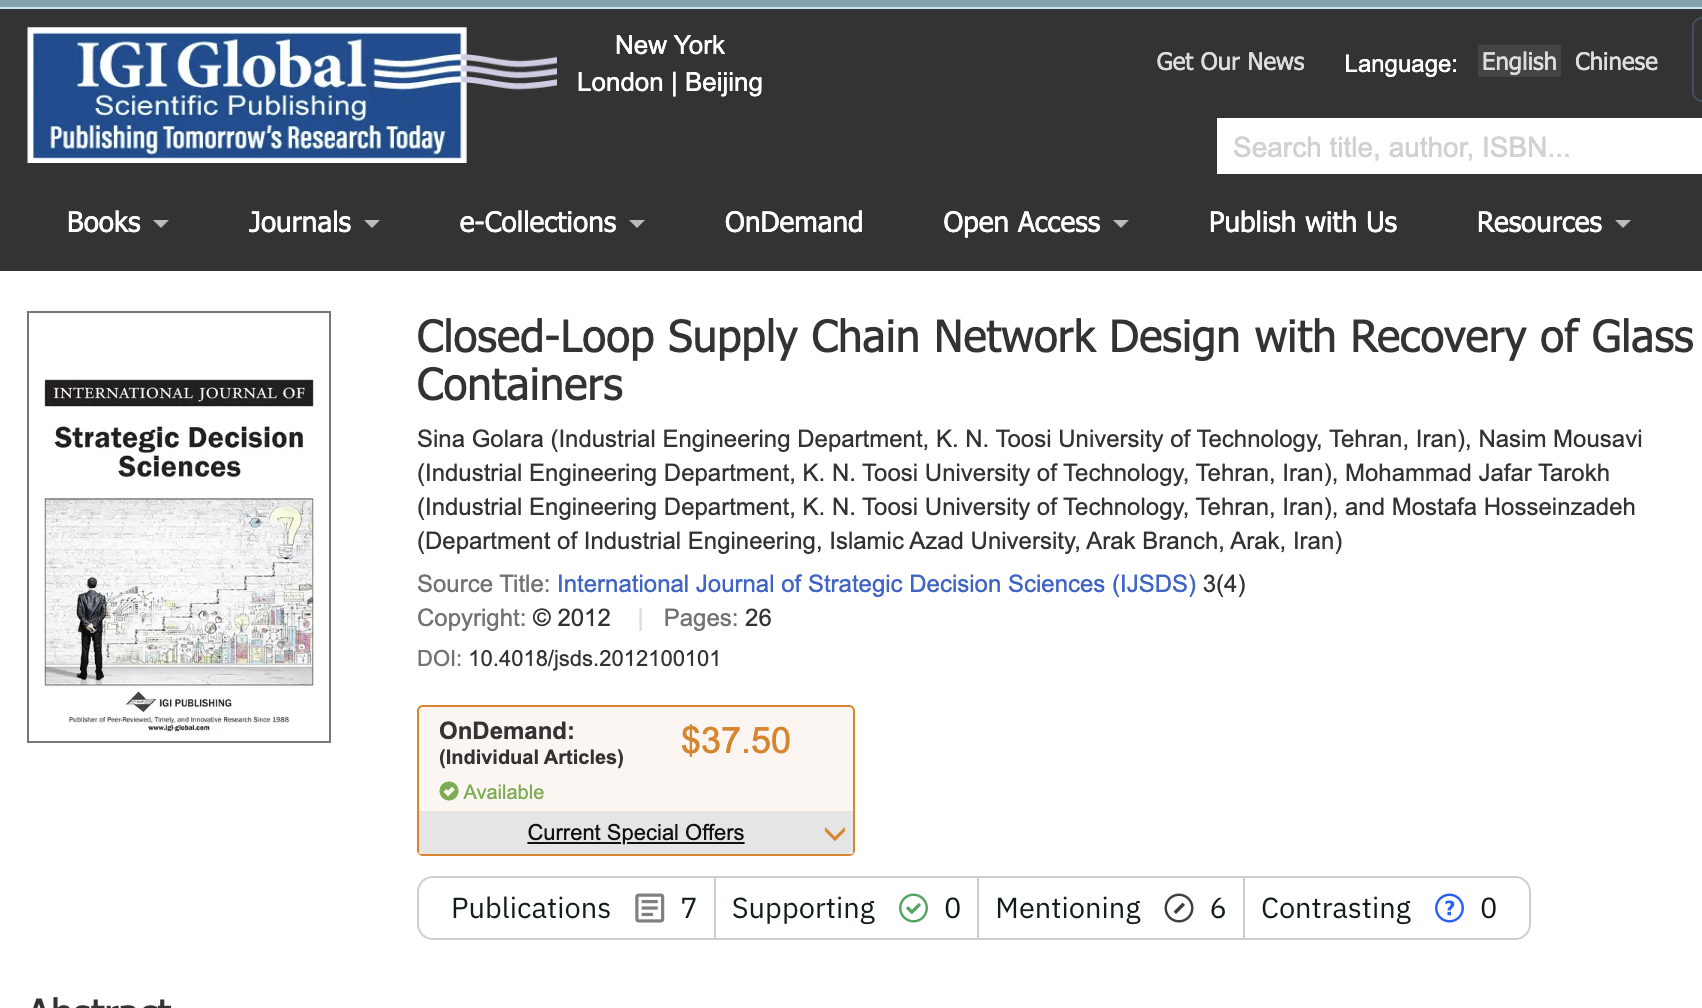 IGI Global
Scientific Publishing
Publishing Tomorrow's Research Today
New York
London | Beijing
Get Our News
Language: English Chinese
Search title, author, ISBN...
Books
Journals
e-Collections
OnDemand
Open Access
Publish with Us
Resources
INTERNATIONAL JOURNAL OF
Strategic Decision
Sciences
IGI PUBLISHING
Publisher of Peer-Reviewed, Timely, and Innovative Research Since 1988
www.igi-global.com
Closed-Loop Supply Chain Network Design with Recovery of Glass
Containers
Sina Golara (Industrial Engineering Department, K. N. Toosi University of Technology, Tehran, Iran), Nasim Mousavi
(Industrial Engineering Department, K. N. Toosi University of Technology, Tehran, Iran), Mohammad Jafar Tarokh
(Industrial Engineering Department, K. N. Toosi University of Technology, Tehran, Iran), and Mostafa Hosseinzadeh
(Department of Industrial Engineering, Islamic Azad University, Arak Branch, Arak, Iran)
Source Title: International Journal of Strategic Decision Sciences (IJSDS) 3(4)
Copyright: © 2012 | Pages: 26
DOI: 10.4018/jsds.2012100101
OnDemand:
(Individual Articles)
$37.50
Available
Current Special Offers
Publications 7
Supporting 0
Mentioning 6
Contrasting 0
Abstract